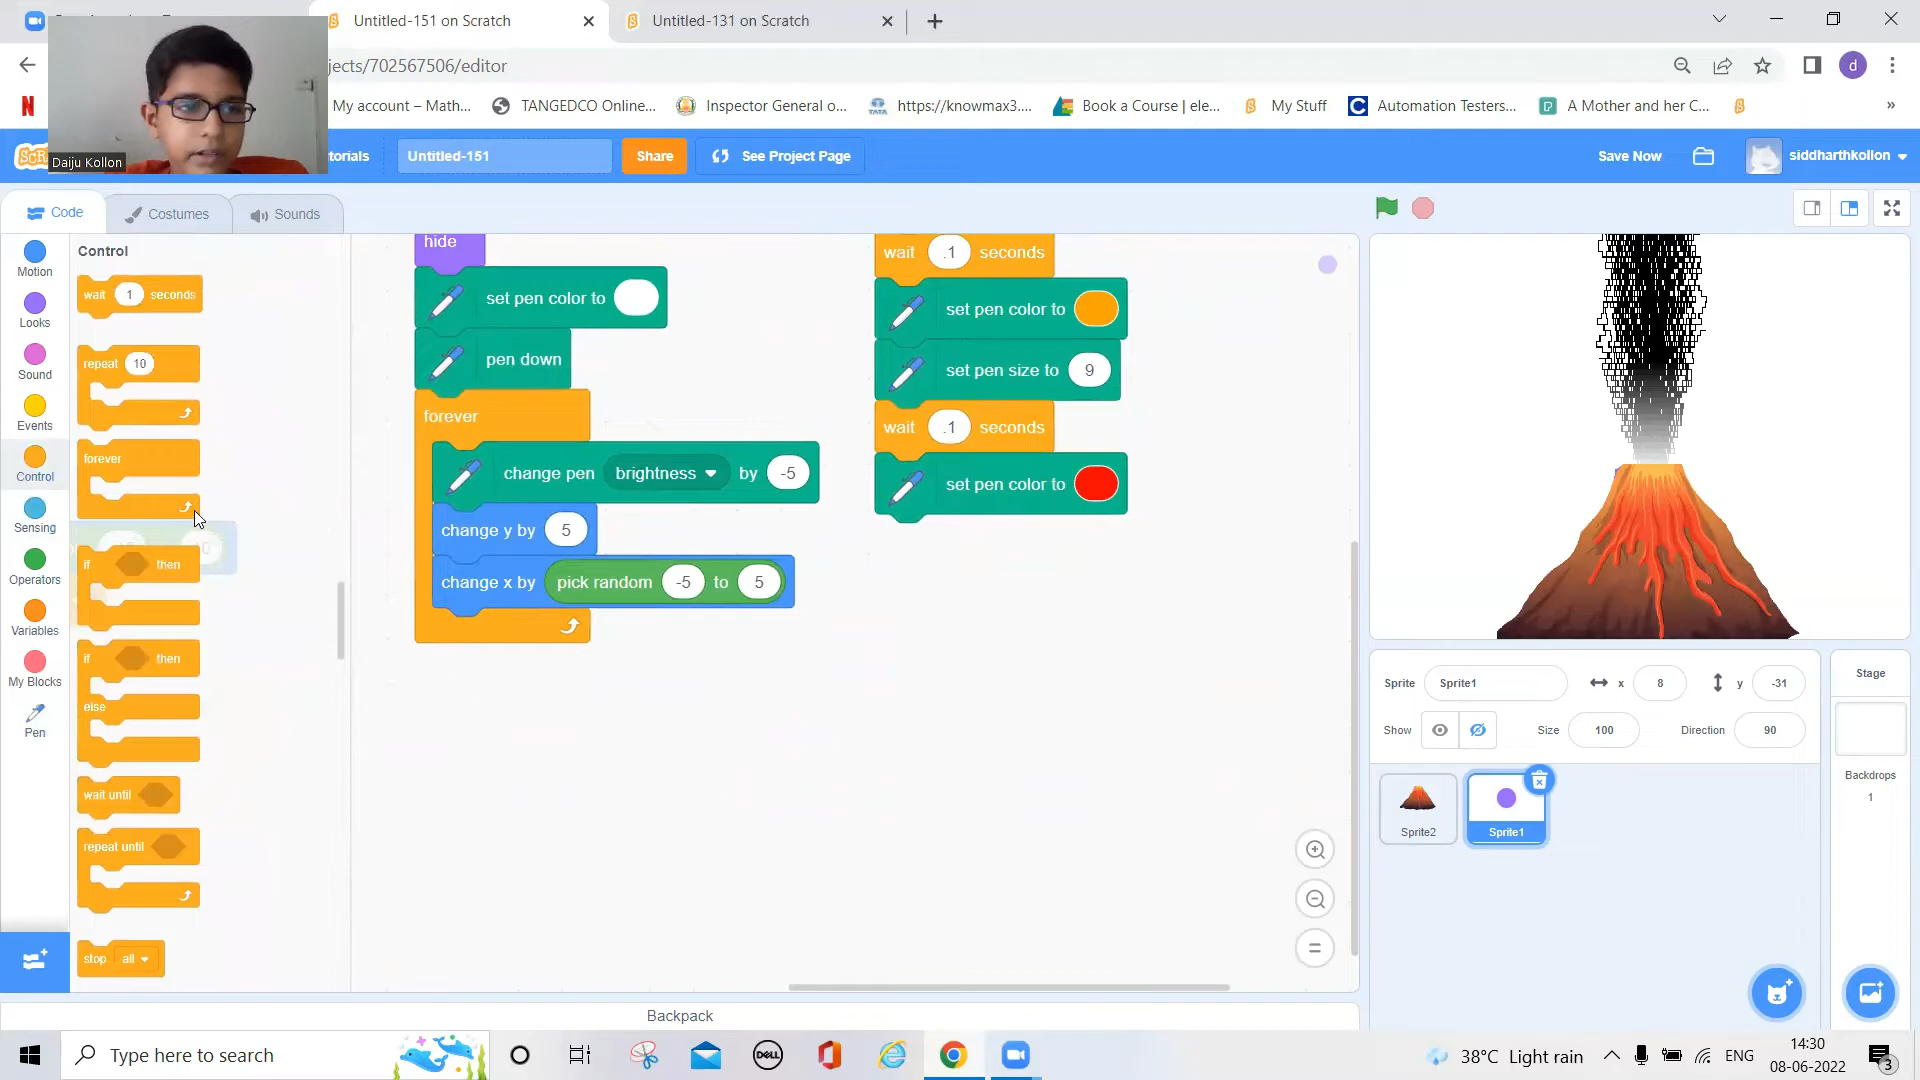 Untitled-151 on Scratch
Untitled-131 on Scratch
jects/702567506/editor
My account – Math...
TANGEDCO Online...
Inspector General o...
https://knowmax3....
Book a Course | ele...
My Stuff
Automation Testers...
A Mother and her C...
»
Daiju Kollon
torials
Untitled-151
Share
See Project Page
Save Now
siddharthkollon
Code
Costumes
Sounds
Motion
Looks
Sound
Events
Control
Sensing
Operators
Variables
My Blocks
Pen
Control
wait 1 seconds
repeat 10
forever
if then
if then
else
wait until
repeat until
stop all
hide
set pen color to
pen down
forever
change pen brightness by -5
change y by 5
change x by pick random -5 to 5
wait .1 seconds
set pen color to
set pen size to 9
wait .1 seconds
set pen color to
Sprite Sprite1 x 8 y -31
Show Size 100 Direction 90
Sprite2
Sprite1
Stage
Backdrops
1
Backpack
Type here to search
DELL
38°C Light rain
ENG
14:30
08-06-2022
3